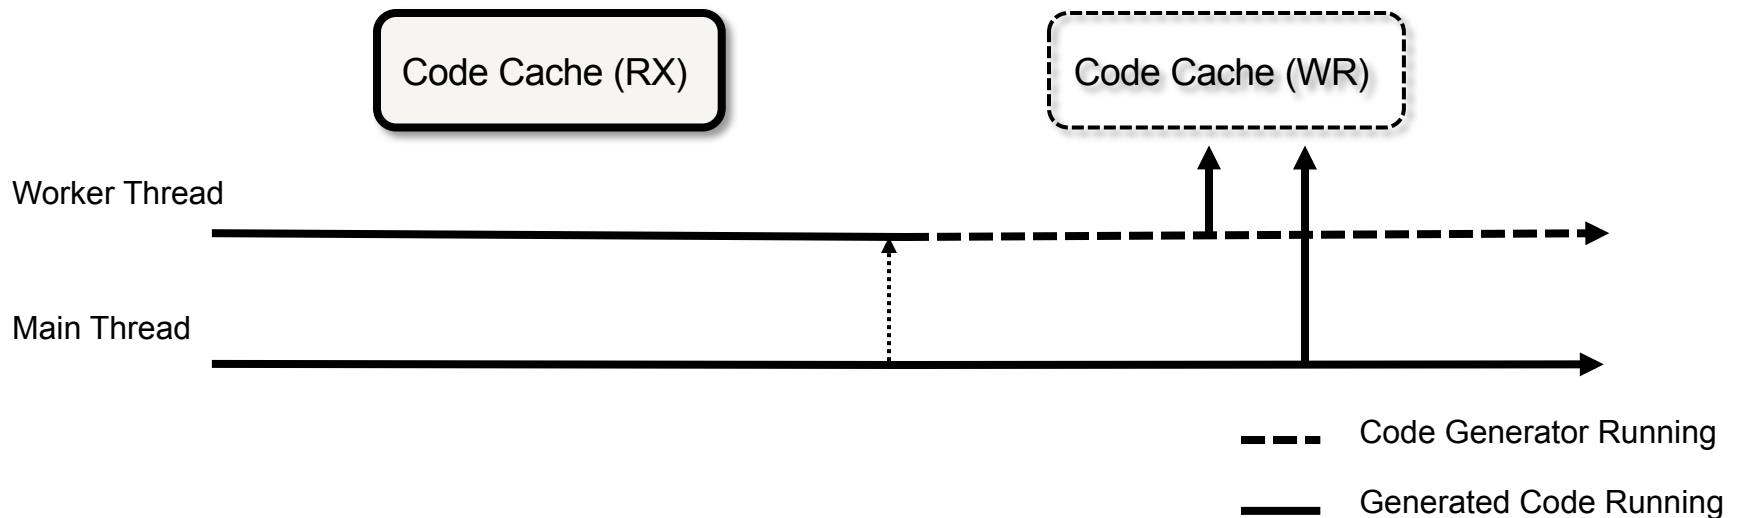 Code Cache (RX)
Code Cache (WR)
Worker Thread
Main Thread
Code Generator Running
Generated Code Running